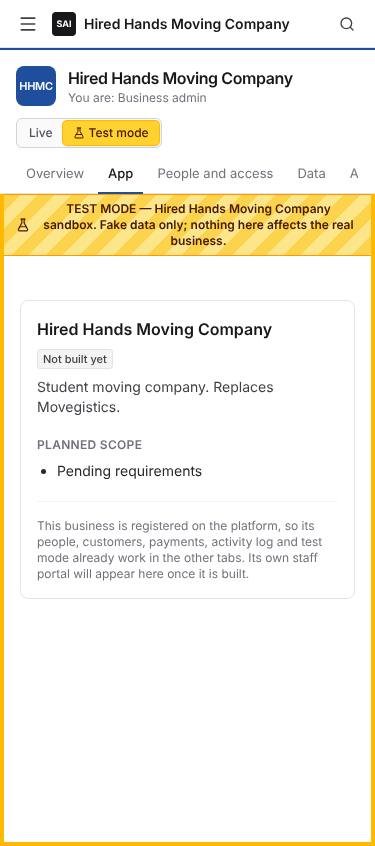 SAI Hired Hands Moving Company
HHMC
Hired Hands Moving Company
You are: Business admin
Live Test mode
Overview App People and access Data A
TEST MODE — Hired Hands Moving Company
sandbox. Fake data only; nothing here affects the real
business.
Hired Hands Moving Company
Not built yet
Student moving company. Replaces
Movegistics.
PLANNED SCOPE
• Pending requirements
This business is registered on the platform, so its
people, customers, payments, activity log and test
mode already work in the other tabs. Its own staff
portal will appear here once it is built.